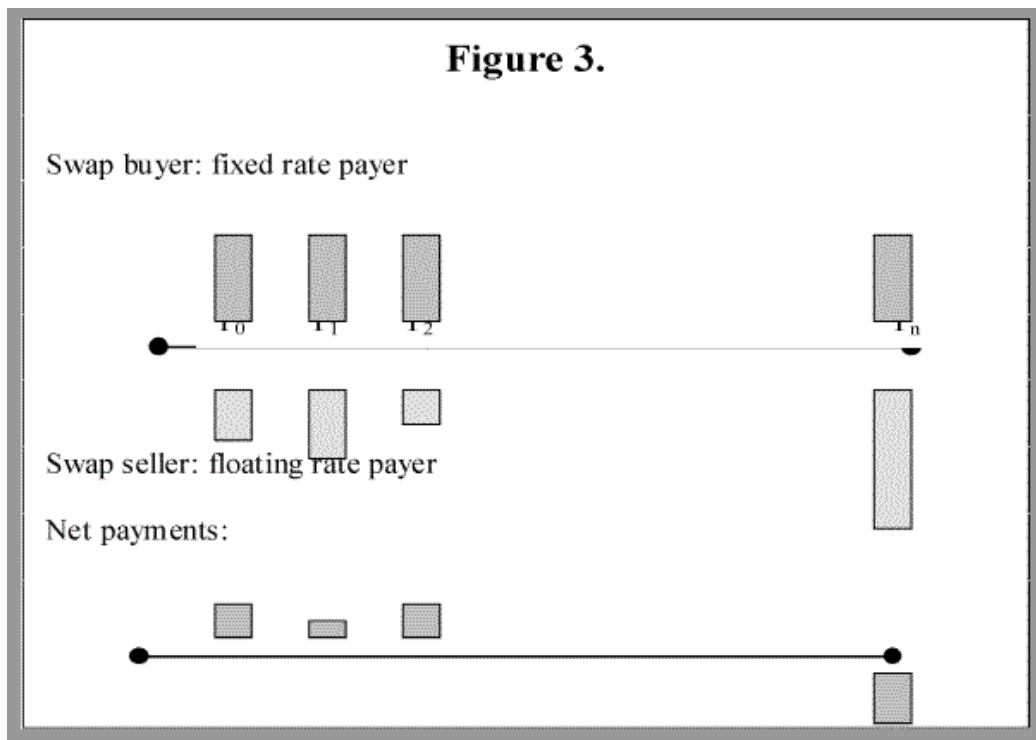 Figure 3.
Swap buyer: fixed rate payer
T0 T1 T2 Tn
Swap seller: floating rate payer
Net payments: